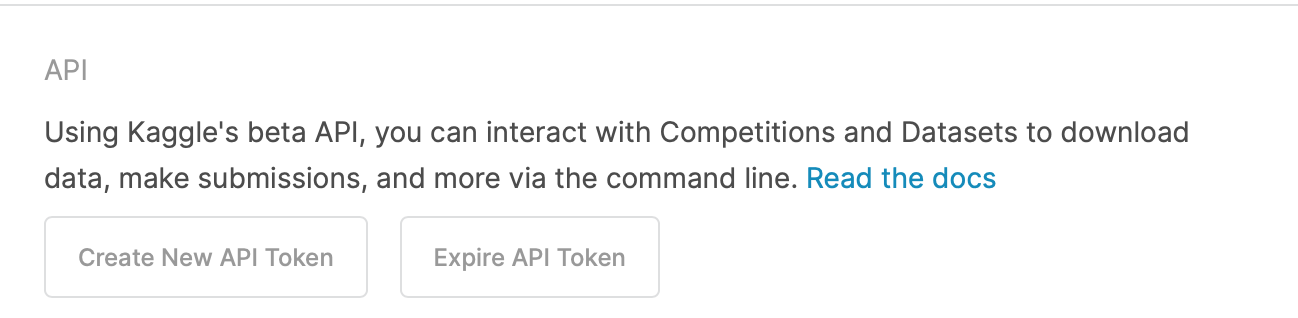 API
Using Kaggle's beta API, you can interact with Competitions and Datasets to download
data, make submissions, and more via the command line. Read the docs
Create New API Token Expire API Token